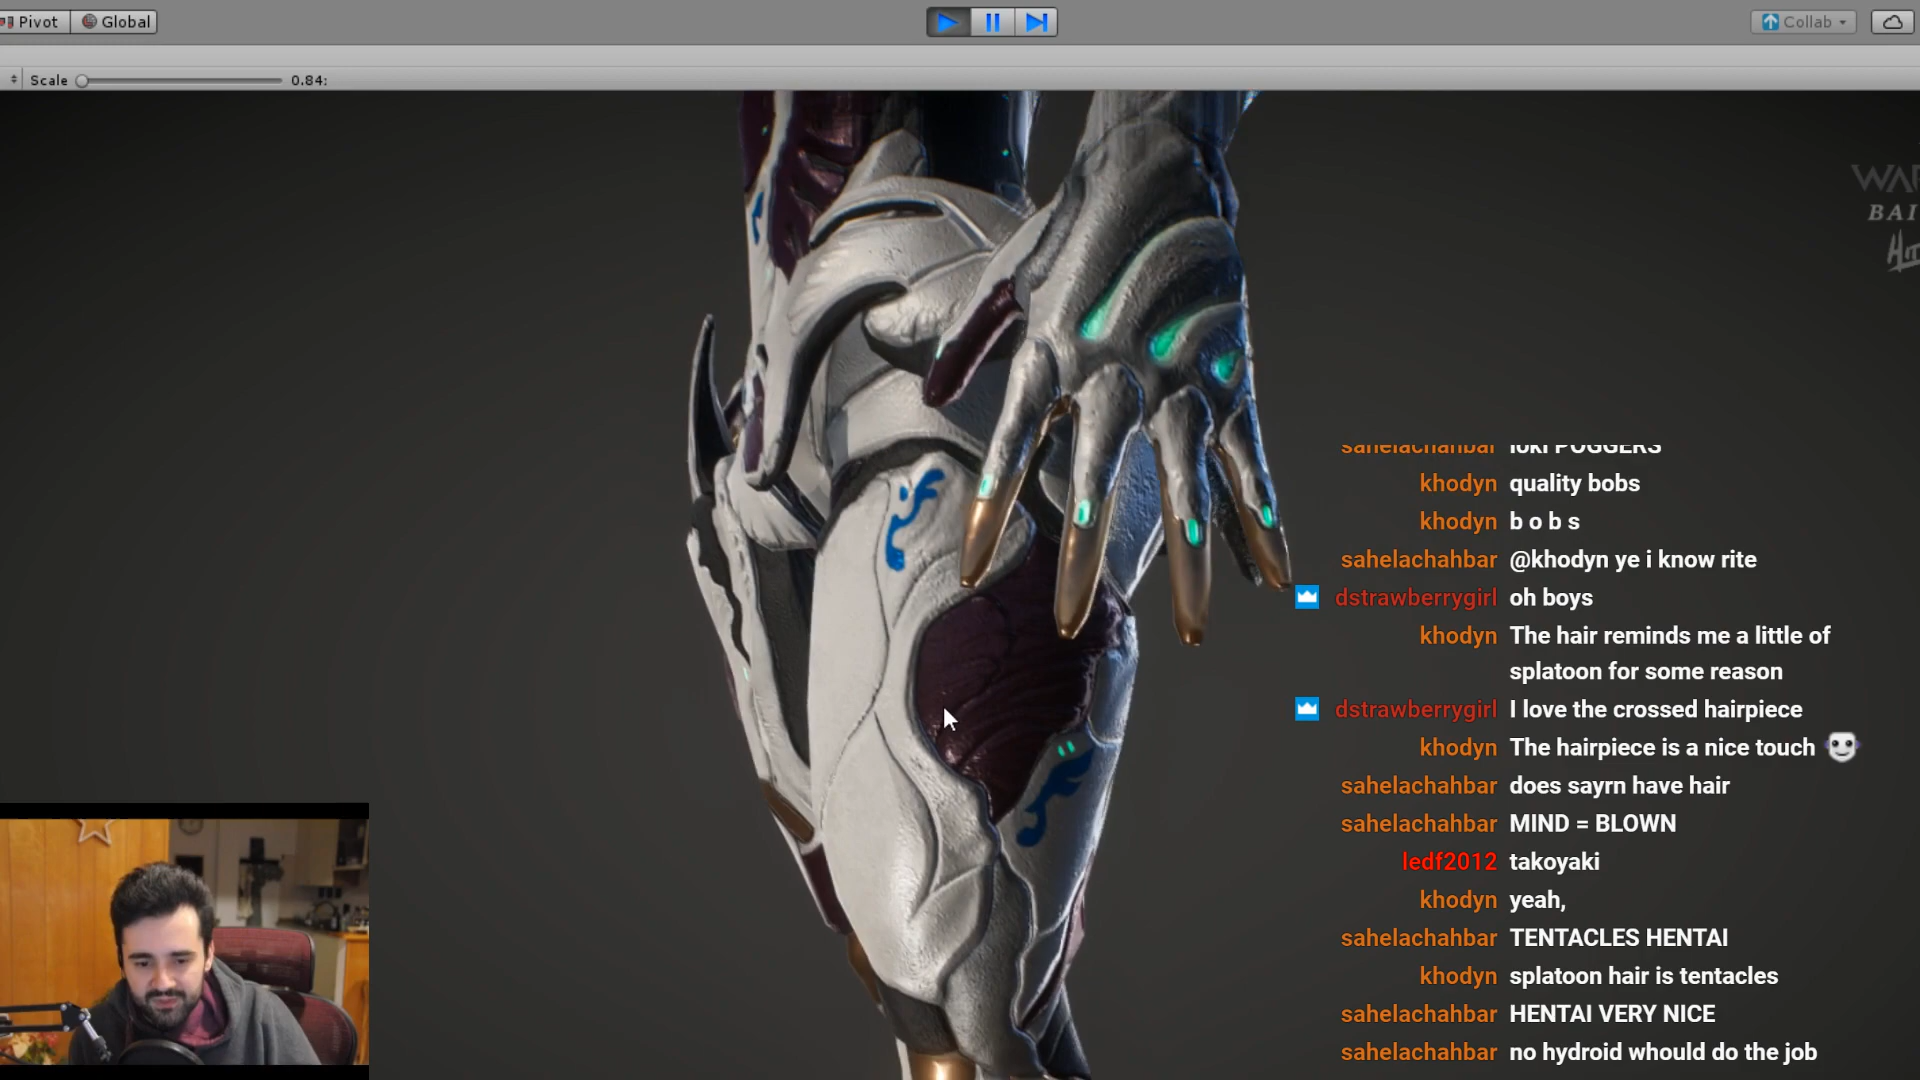 Pivot Global Collab
Scale 0.84:
WAR
BAI
khodyn quality bobs
khodyn b o b s
sahelachahbar @khodyn ye i know rite
dstrawberrygirl oh boys
khodyn The hair reminds me a little of
splatoon for some reason
dstrawberrygirl I love the crossed hairpiece
khodyn The hairpiece is a nice touch
sahelachahbar does sayrn have hair
sahelachahbar MIND = BLOWN
ledf2012 takoyaki
khodyn yeah,
sahelachahbar TENTACLES HENTAI
khodyn splatoon hair is tentacles
sahelachahbar HENTAI VERY NICE
sahelachahbar no hydroid whould do the job